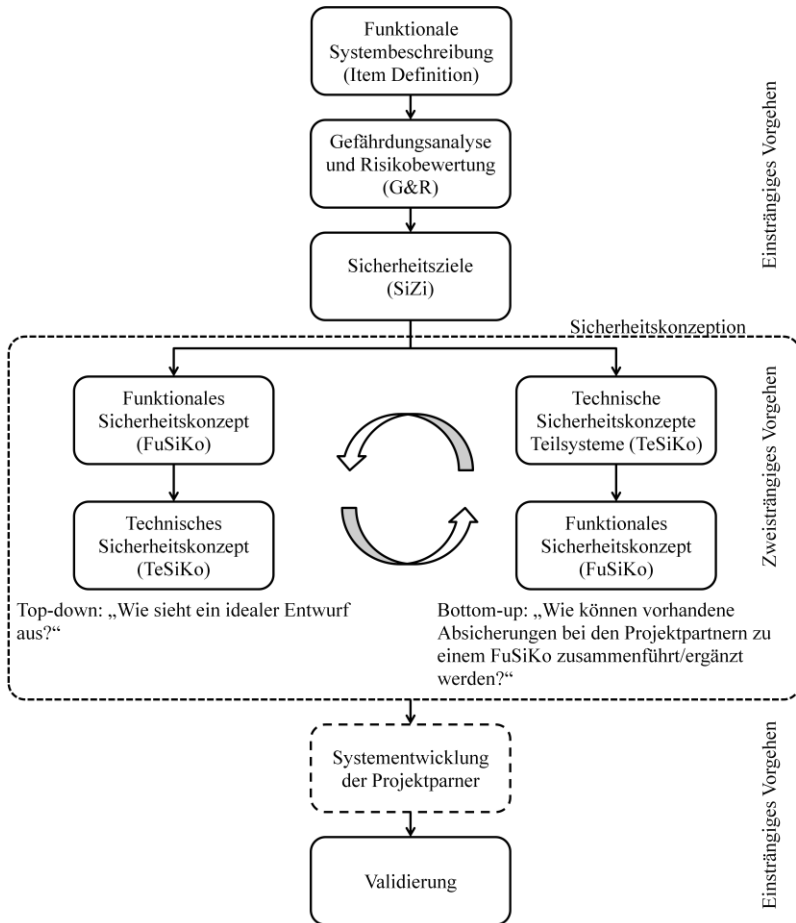 Funktionale
Systembeschreibung
(Item Definition)
Gefährdungsanalyse
und Risikobewertung
(G&R)
Sicherheitsziele
(SiZi)
Einsträngiges Vorgehen
Sicherheitskonzeption
Funktionales
Sicherheitskonzept
(FuSiKo)
Technisches
Sicherheitskonzept
(TeSiKo)
Top-down: „Wie sieht ein idealer Entwurf
aus?“
Technische
Sicherheitskonzepte
Teilsysteme (TeSiKo)
Funktionales
Sicherheitskonzept
(FuSiKo)
Bottom-up: „Wie können vorhandene
Absicherungen bei den Projektpartnern zu
einem FuSiKo zusammenführt/ergänzt
werden?“
Zweisträngiges Vorgehen
Systementwicklung
der Projektparner
Validierung
Einsträngiges Vorgehen